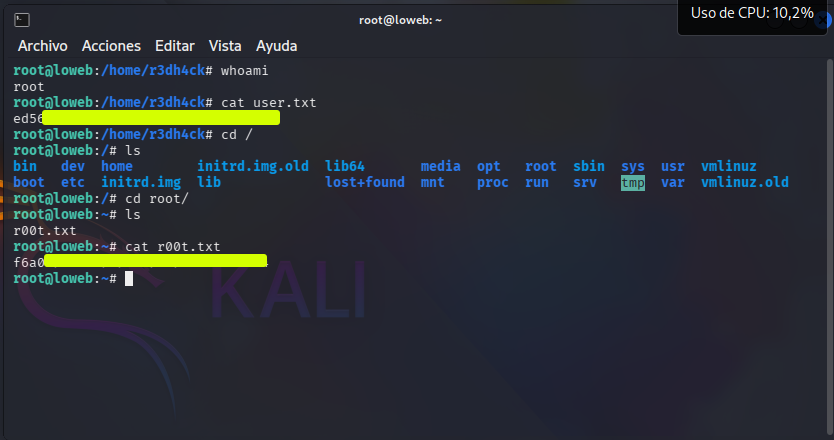 root@loweb: ~
Uso de CPU: 10,2%
Archivo Acciones Editar Vista Ayuda
root@loweb:/home/r3dh4ck# whoami
root
root@loweb:/home/r3dh4ck# cat user.txt
ed56
root@loweb:/home/r3dh4ck# cd /
root@loweb:/# ls
bin dev home initrd.img.old lib64 media opt root sbin sys usr vmlinuz
boot etc initrd.img lib lost+found mnt proc run srv tmp var vmlinuz.old
root@loweb:/# cd root/
root@loweb:~# ls
r00t.txt
root@loweb:~# cat r00t.txt
f6a0
root@loweb:~#
KALI